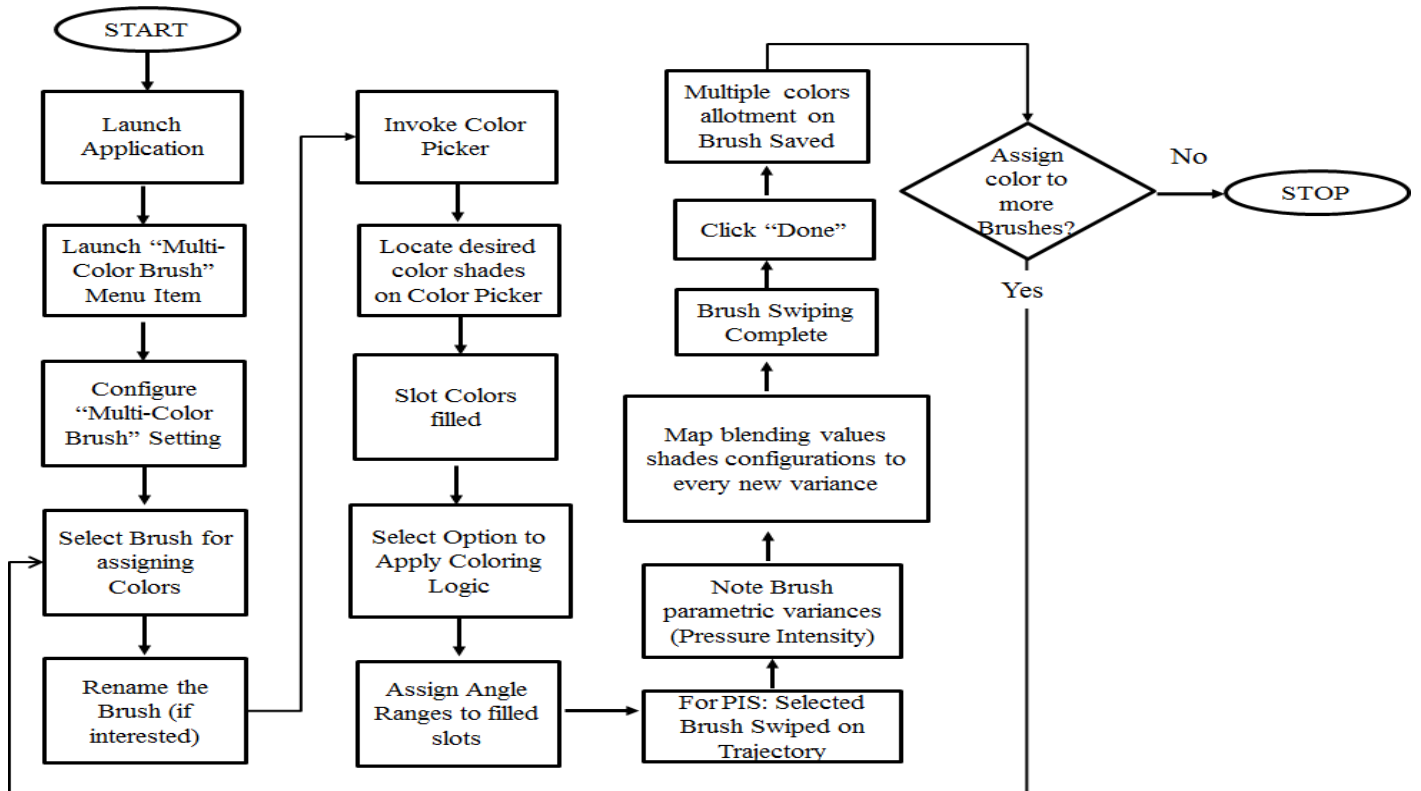 START
Launch
Application
Launch “Multi-
Color Brush”
Menu Item
Configure
“Multi-Color
Brush” Setting
Select Brush for
assigning
Colors
Rename the
Brush (if
interested)
Invoke Color
Picker
Locate desired
color shades
on Color Picker
Slot Colors
filled
Select Option to
Apply Coloring
Logic
Assign Angle
Ranges to filled
slots
For PIS: Selected
Brush Swiped on
Trajectory
Note Brush
parametric variances
(Pressure Intensity)
Map blending values
shades configurations to
every new variance
Brush Swiping
Complete
Click “Done”
Multiple colors
allotment on
Brush Saved
Assign
color to
more
Brushes?
No
STOP
Yes